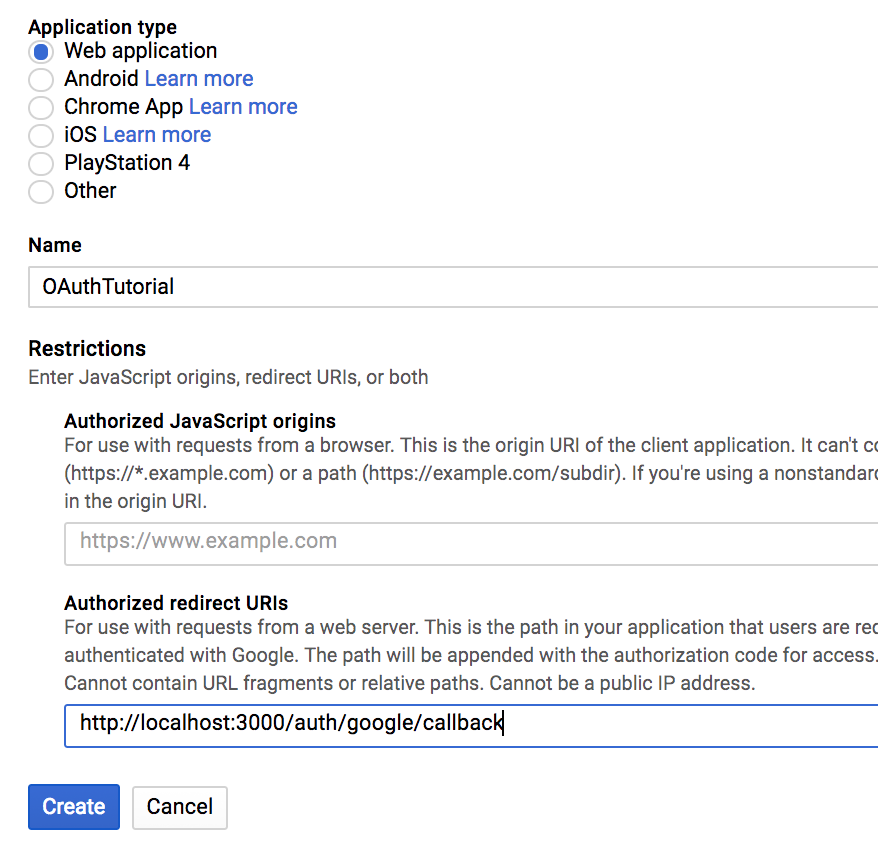 Application type
Web application
Android Learn more
Chrome App Learn more
iOS Learn more
PlayStation 4
Other
Name
OAuthTutorial
Restrictions
Enter JavaScript origins, redirect URIs, or both
Authorized JavaScript origins
For use with requests from a browser. This is the origin URI of the client application. It can't
(https://*.example.com) or a path (https://example.com/subdir). If you're using a
in the origin URI.
https://www.example.com
Authorized redirect URIs
For use with requests from a web server. This is the path in your application that users are
authenticated with Google. The path will be appended with the authorization code for access.
Cannot contain URL fragments or relative paths. Cannot be a public IP address.
http://localhost:3000/auth/google/callback
Create Cancel